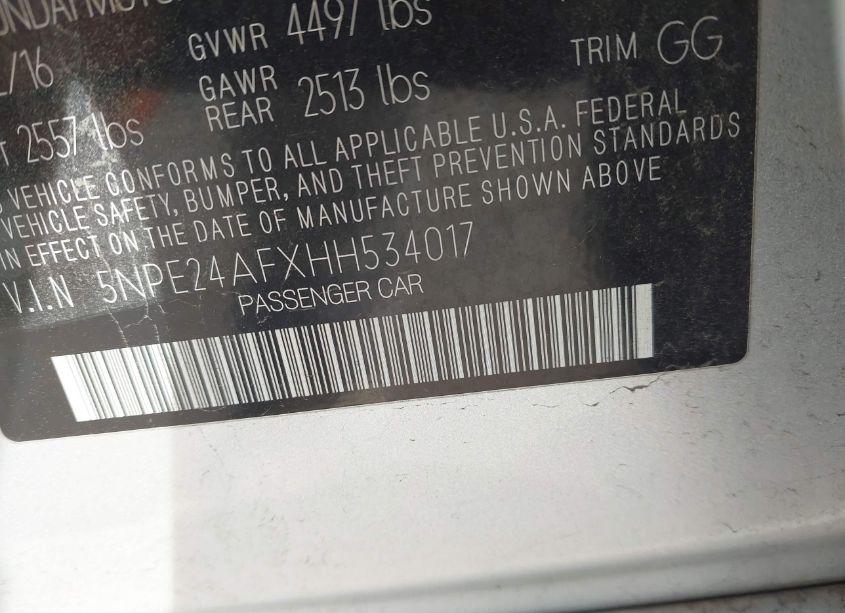 GVWR 4497 lbs
/16
GAWR
REAR 2513 lbs
TRIM GG
2557 lbs
VEHICLE CONFORMS TO ALL APPLICABLE U.S.A. FEDERAL
VEHICLE SAFETY, BUMPER, AND THEFT PREVENTION STANDARDS
IN EFFECT ON THE DATE OF MANUFACTURE SHOWN ABOVE
V.I.N 5NPE24AFXHH534017
PASSENGER CAR